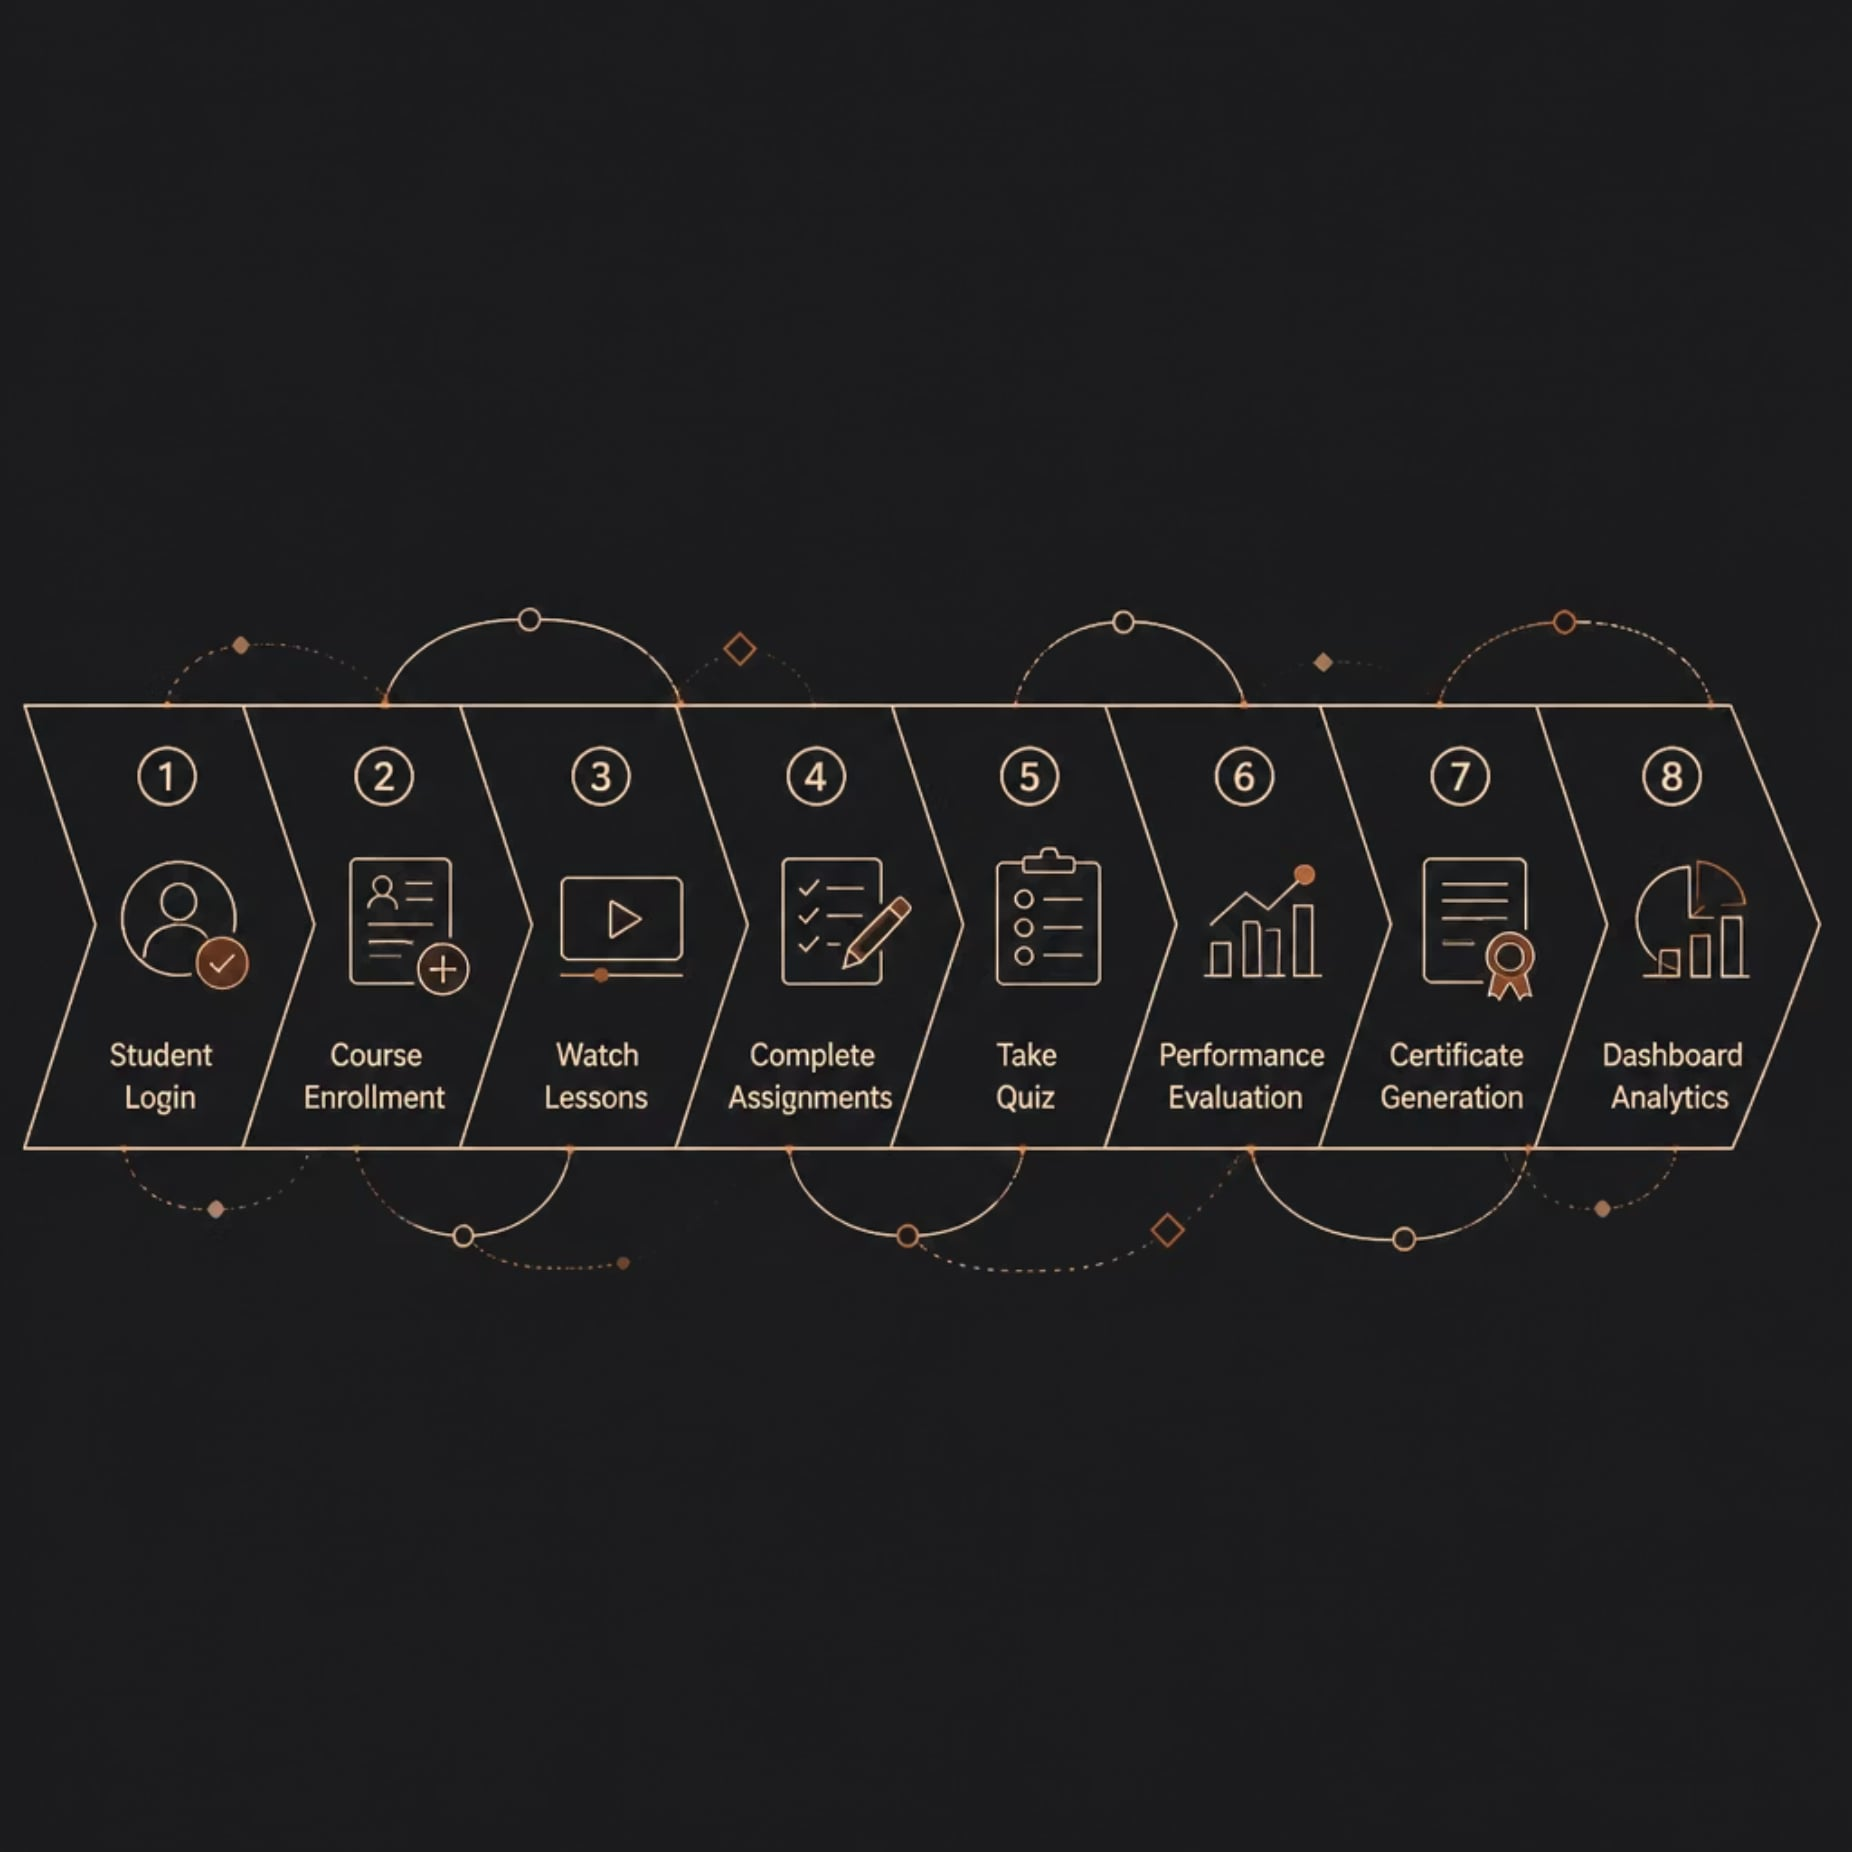 1
Student
Login
2
Course
Enrollment
3
Watch
Lessons
4
Complete
Assignments
5
Take
Quiz
6
Performance
Evaluation
7
Certificate
Generation
8
Dashboard
Analytics